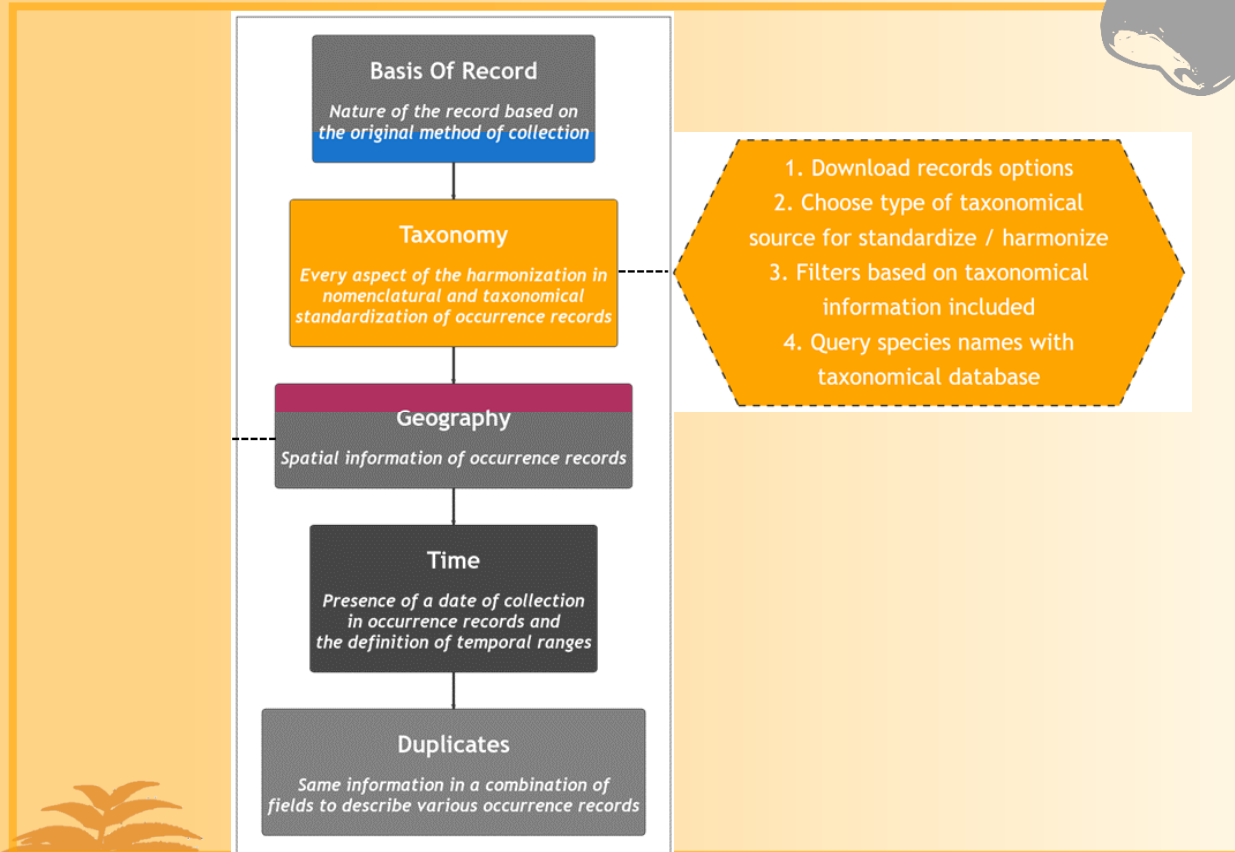 Basis Of Record
Nature of the record based on
the original method of collection
Taxonomy
Every aspect of the harmonization in
nomenclatural and taxonomical
standardization of occurrence records
1. Download records options
2. Choose type of taxonomical
source for standardize / harmonize
3. Filters based on taxonomical
information included
4. Query species names with
taxonomical database
Geography
Spatial information of occurrence records
Time
Presence of a date of collection
in occurrence records and
the definition of temporal ranges
Duplicates
Same information in a combination of
fields to describe various occurrence records